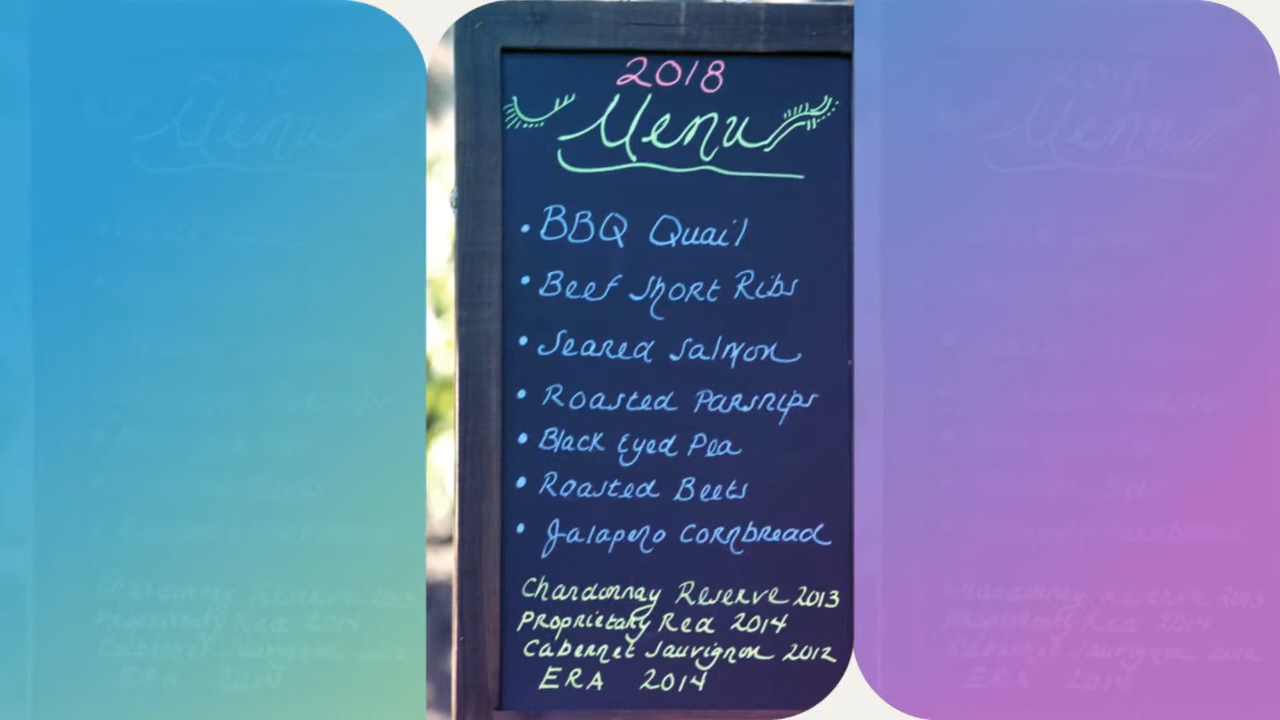 2018
Menu
• BBQ Quail
• Beef Short Ribs
• Seared Salmon
• Roasted Parsnips
• Black Eyed Pea
• Roasted Beets
• Jalapeño Cornbread
Chardonnay Reserve 2013
Proprietary Red 2014
Cabernet Sauvignon 2012
ERA 2014